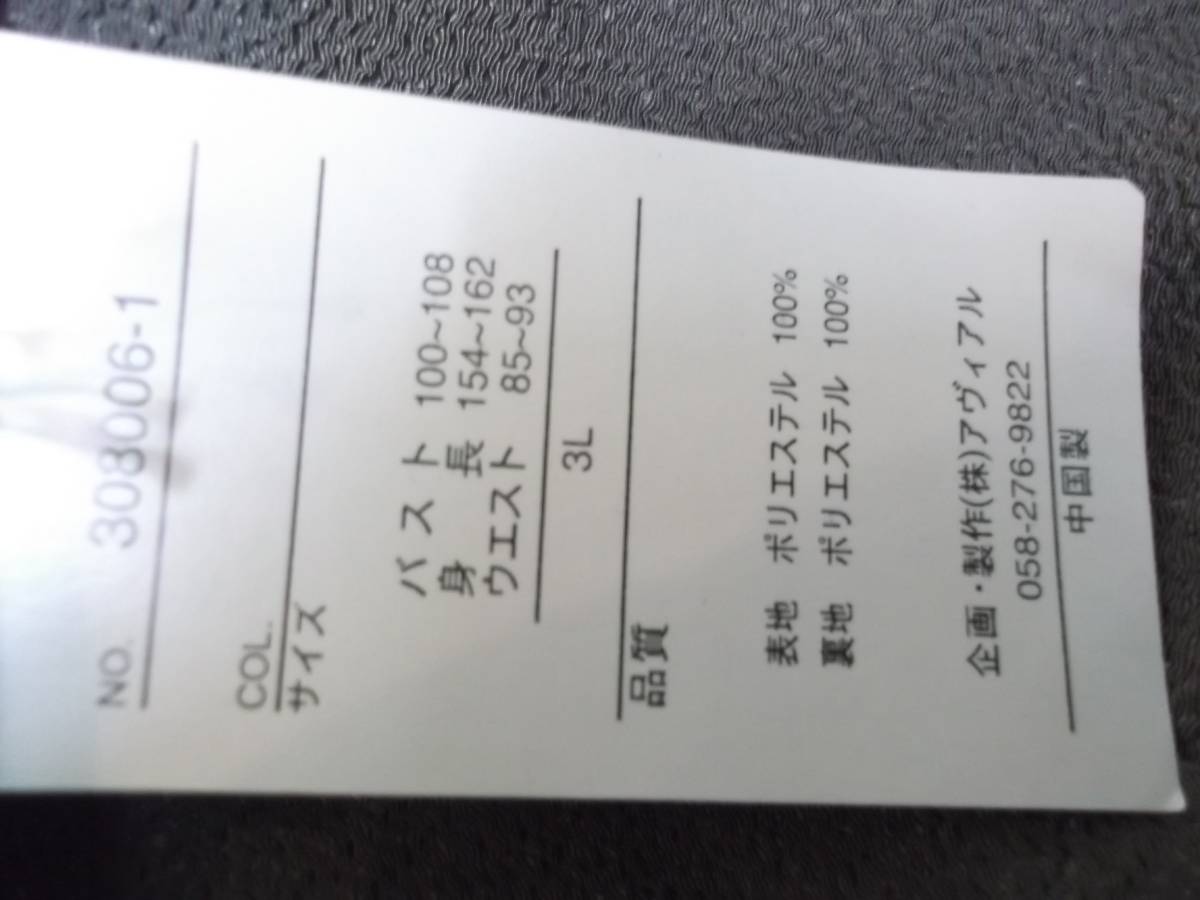 NO. 308006-1
COL.
サイズ
バスト 100~108
身長 154~162
ウエスト 85~93
3L
品質
表地 ポリエステル 100%
裏地 ポリエステル 100%
企画・製作(株)アヴィアル
058-276-9822
中国製